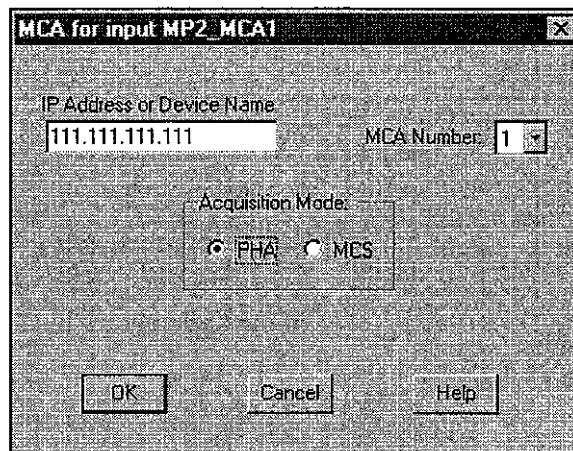 MCA for input MP2_MCA1
IP Address or Device Name
111.111.111.111
MCA Number: 1
Acquisition Mode:
PHA MCS
OK Cancel Help